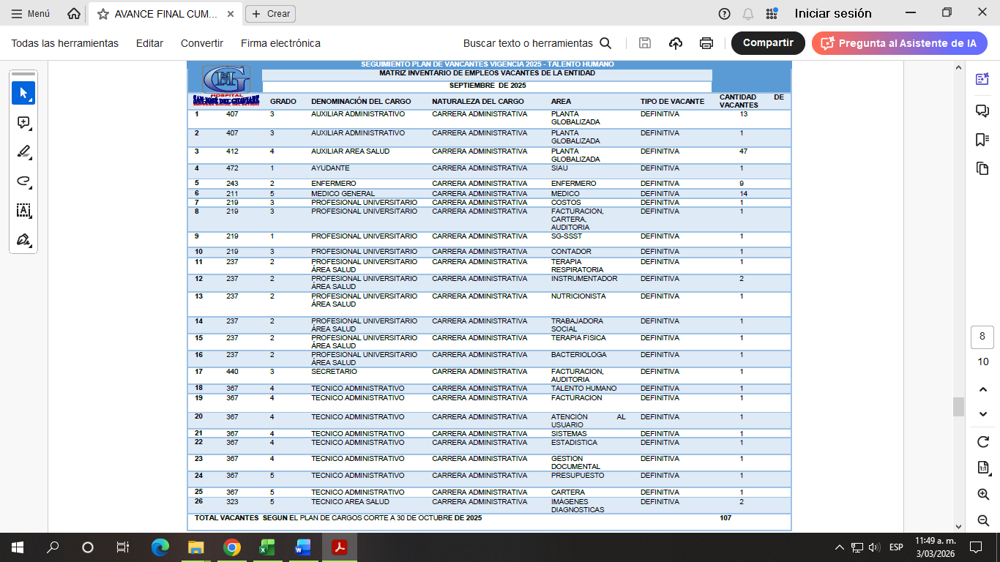 Menú
AVANCE FINAL CUM...
Crear
Iniciar sesión
Todas las herramientas Editar Convertir Firma electrónica Buscar texto o herramientas Compartir Pregunta al Asistente de IA
SEGUIMIENTO PLAN DE VANCANTES VIGENCIA 2025 - TALENTO HUMANO
MATRIZ INVENTARIO DE EMPLEOS VACANTES DE LA ENTIDAD
SEPTIEMBRE DE 2025
HOSPITAL
SAN JOSE DEL GUAVIARE
EMPRESA SOCIAL DEL ESTADO
GRADO DENOMINACIÓN DEL CARGO NATURALEZA DEL CARGO AREA TIPO DE VACANTE CANTIDAD DE
VACANTES
1 407 3 AUXILIAR ADMINISTRATIVO CARRERA ADMINISTRATIVA PLANTA DEFINITIVA 13
GLOBALIZADA
2 407 3 AUXILIAR ADMINISTRATIVO CARRERA ADMINISTRATIVA PLANTA DEFINITIVA 1
GLOBALIZADA
3 412 4 AUXILIAR AREA SALUD CARRERA ADMINISTRATIVA PLANTA DEFINITIVA 47
GLOBALIZADA
4 472 1 AYUDANTE CARRERA ADMINISTRATIVA SIAU DEFINITIVA 1
5 243 2 ENFERMERO CARRERA ADMINISTRATIVA ENFERMERO DEFINITIVA 9
6 211 5 MEDICO GENERAL CARRERA ADMINISTRATIVA MEDICO DEFINITIVA 14
7 219 3 PROFESIONAL UNIVERSITARIO CARRERA ADMINISTRATIVA COSTOS DEFINITIVA 1
8 219 3 PROFESIONAL UNIVERSITARIO CARRERA ADMINISTRATIVA FACTURACION, DEFINITIVA 1
CARTERA,
AUDITORIA
9 219 1 PROFESIONAL UNIVERSITARIO CARRERA ADMINISTRATIVA SG-SSST DEFINITIVA 1
10 219 3 PROFESIONAL UNIVERSITARIO CARRERA ADMINISTRATIVA CONTADOR DEFINITIVA 1
11 237 2 PROFESIONAL UNIVERSITARIO CARRERA ADMINISTRATIVA TERAPIA DEFINITIVA 1
ÁREA SALUD RESPIRATORIA
12 237 2 PROFESIONAL UNIVERSITARIO CARRERA ADMINISTRATIVA INSTRUMENTADOR DEFINITIVA 2
ÁREA SALUD
13 237 2 PROFESIONAL UNIVERSITARIO CARRERA ADMINISTRATIVA NUTRICIONISTA DEFINITIVA 1
ÁREA SALUD
14 237 2 PROFESIONAL UNIVERSITARIO CARRERA ADMINISTRATIVA TRABAJADORA DEFINITIVA 1
ÁREA SALUD SOCIAL
15 237 2 PROFESIONAL UNIVERSITARIO CARRERA ADMINISTRATIVA TERAPIA FISICA DEFINITIVA 1
ÁREA SALUD
16 237 2 PROFESIONAL UNIVERSITARIO CARRERA ADMINISTRATIVA BACTERIOLOGA DEFINITIVA 1
ÁREA SALUD
17 440 3 SECRETARIO CARRERA ADMINISTRATIVA FACTURACION, DEFINITIVA 1
AUDITORIA
18 367 4 TECNICO ADMINISTRATIVO CARRERA ADMINISTRATIVA TALENTO HUMANO DEFINITIVA 1
19 367 4 TECNICO ADMINISTRATIVO CARRERA ADMINISTRATIVA FACTURACION DEFINITIVA 1
20 367 4 TECNICO ADMINISTRATIVO CARRERA ADMINISTRATIVA ATENCIÓN AL DEFINITIVA 1
USUARIO
21 367 4 TECNICO ADMINISTRATIVO CARRERA ADMINISTRATIVA SISTEMAS DEFINITIVA 1
22 367 4 TECNICO ADMINISTRATIVO CARRERA ADMINISTRATIVA ESTADISTICA DEFINITIVA 1
23 367 4 TECNICO ADMINISTRATIVO CARRERA ADMINISTRATIVA GESTION DEFINITIVA 1
DOCUMENTAL
24 367 5 TECNICO ADMINISTRATIVO CARRERA ADMINISTRATIVA PRESUPUESTO DEFINITIVA 1
25 367 5 TECNICO ADMINISTRATIVO CARRERA ADMINISTRATIVA CARTERA DEFINITIVA 1
26 323 5 TECNICO AREA SALUD CARRERA ADMINISTRATIVA IMÁGENES DEFINITIVA 2
DIAGNOSTICAS
TOTAL VACANTES SEGUN EL PLAN DE CARGOS CORTE A 30 DE OCTUBRE DE 2025 107
8
10
ESP
11:49 a. m.
3/03/2026